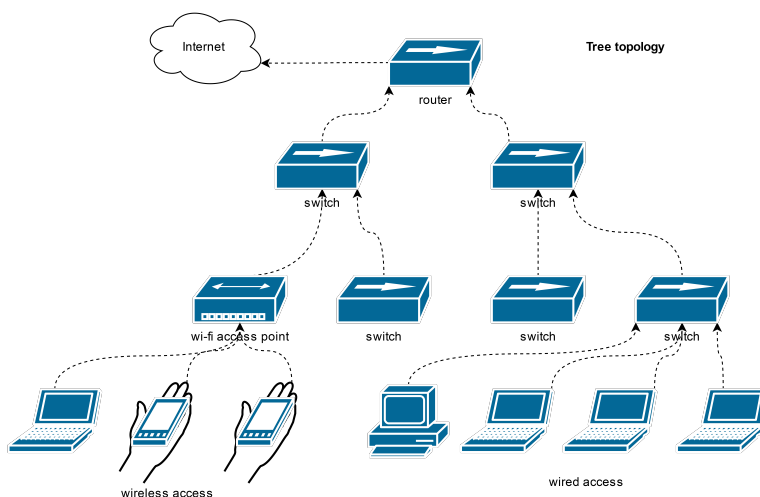 Internet
Tree topology
router
switch
switch
wi-fi access point
switch
switch
switch
wireless access
wired access